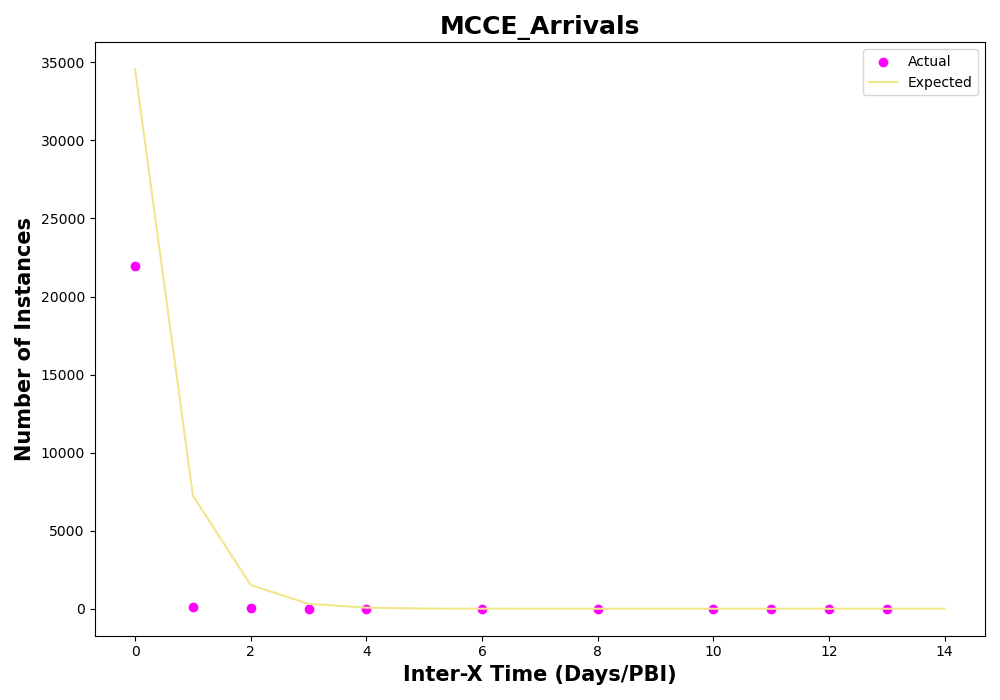 MCCE_Arrivals
Actual
Expected
35000
30000
25000
20000
15000
10000
5000
0
Number of Instances
0 2 4 6 8 10 12 14
Inter-X Time (Days/PBI)